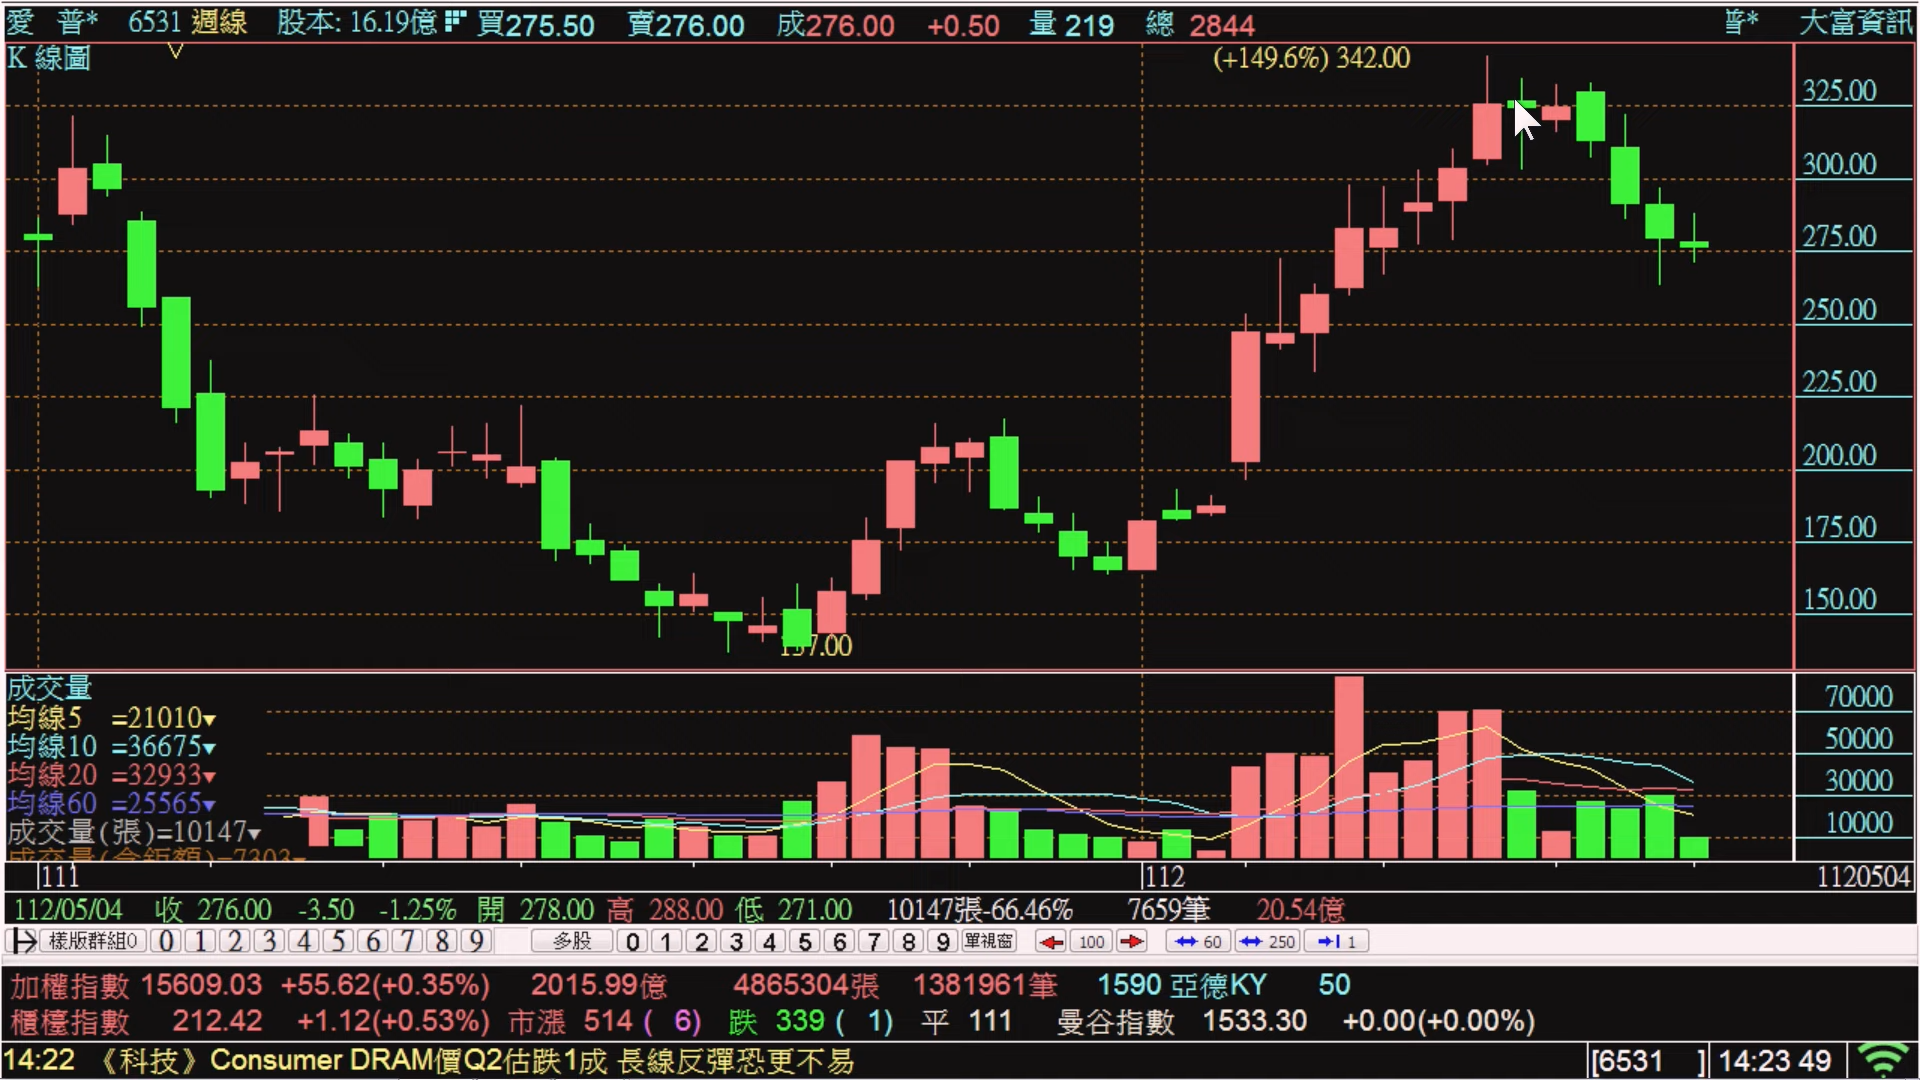 愛 普* 6531 週線 股本: 16.19億 買275.50 賣276.00 成276.00 +0.50 量 219 總 2844 普* 大富資訊
K 線圖
(+149.6%) 342.00
325.00
300.00
275.00
250.00
225.00
200.00
175.00
150.00
137.00
成交量
均線5 =21010▾
均線10 =36675▾
均線20 =32933▾
均線60 =25565▾
成交量(張)=10147▾
70000
50000
30000
10000
111 112 1120504
112/05/04 收 276.00 -3.50 -1.25% 開 278.00 高 288.00 低 271.00 10147張-66.46% 7659筆 20.54億
樣版群組0 0 1 2 3 4 5 6 7 8 9 多股 0 1 2 3 4 5 6 7 8 9 單視窗 100 60 250 1
加權指數 15609.03 +55.62(+0.35%) 2015.99億 4865304張 1381961筆 1590 亞德KY 50
櫃檯指數 212.42 +1.12(+0.53%) 市漲 514 ( 6) 跌 339 ( 1) 平 111 曼谷指數 1533.30 +0.00(+0.00%)
14:22 《科技》Consumer DRAM價Q2估跌1成 長線反彈恐更不易 [6531 ] 14:23 49